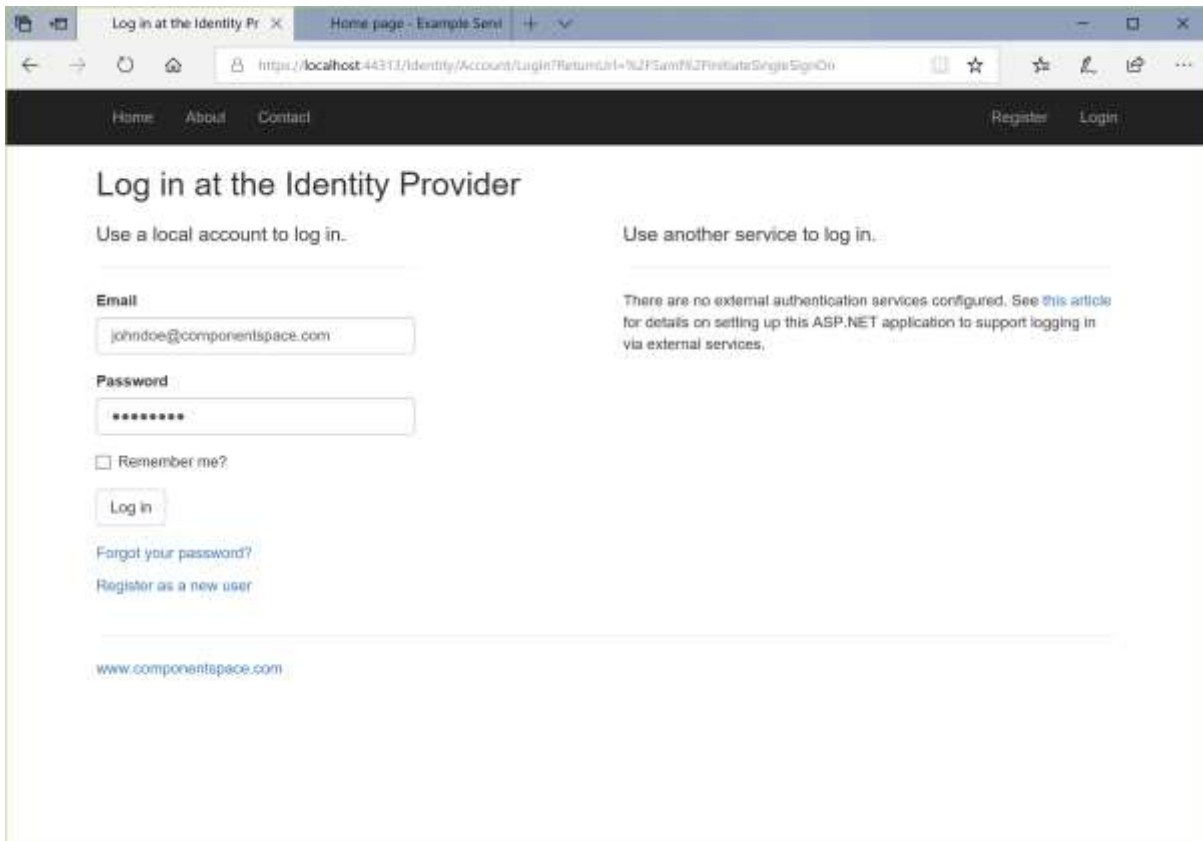 Log in at the Identity Pr
Home page - Example Servi
https://localhost:44313/Identity/Account/Login?ReturnUrl=%2FSaml%2FInitiateSingleSignOn
Home About Contact Register Login
Log in at the Identity Provider
Use a local account to log in.
Email
johndoe@componentspace.com
Password
Remember me?
Log in
Forgot your password?
Register as a new user
Use another service to log in.
There are no external authentication services configured. See this article
for details on setting up this ASP.NET application to support logging in
via external services.
www.componentspace.com